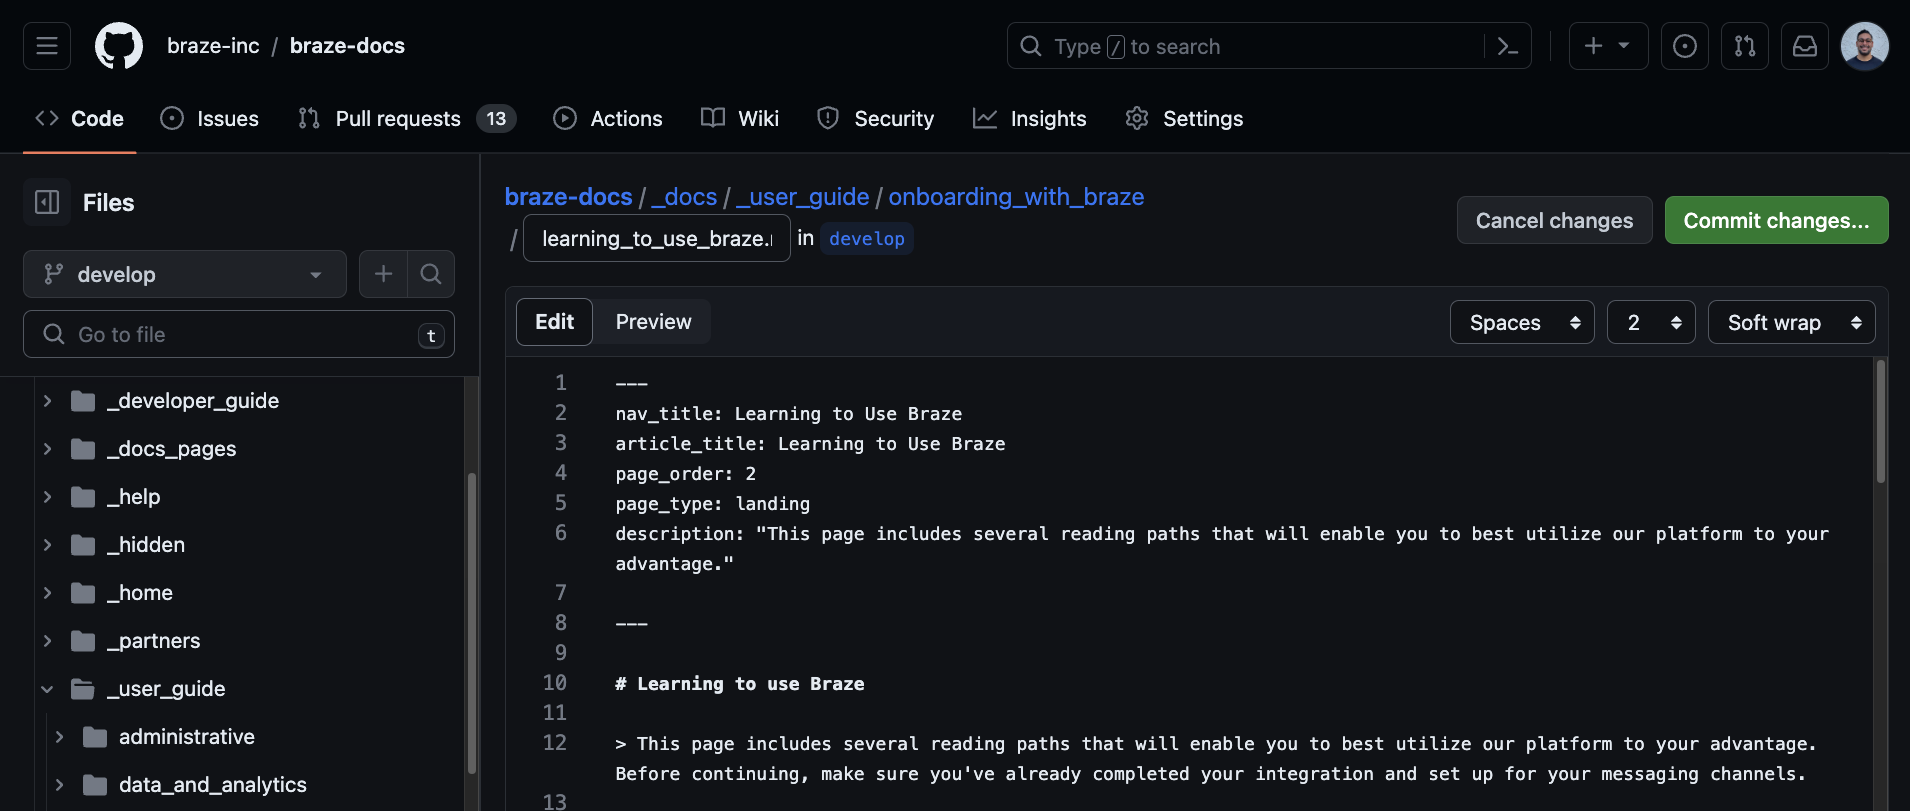 braze-inc / braze-docs
Type / to search
Code
Issues
Pull requests 13
Actions
Wiki
Security
Insights
Settings
Files
develop
Go to file
t
_developer_guide
_docs_pages
_help
_hidden
_home
_partners
_user_guide
administrative
data_and_analytics
braze-docs / _docs / _user_guide / onboarding_with_braze
/ learning_to_use_braze. in develop
Cancel changes
Commit changes...
Edit
Preview
Spaces
2
Soft wrap
1 ---
2 nav_title: Learning to Use Braze
3 article_title: Learning to Use Braze
4 page_order: 2
5 page_type: landing
6 description: "This page includes several reading paths that will enable you to best utilize our platform to your
advantage."
7
8 ---
9
10 # Learning to use Braze
11
12 > This page includes several reading paths that will enable you to best utilize our platform to your advantage.
Before continuing, make sure you've already completed your integration and set up for your messaging channels.
13